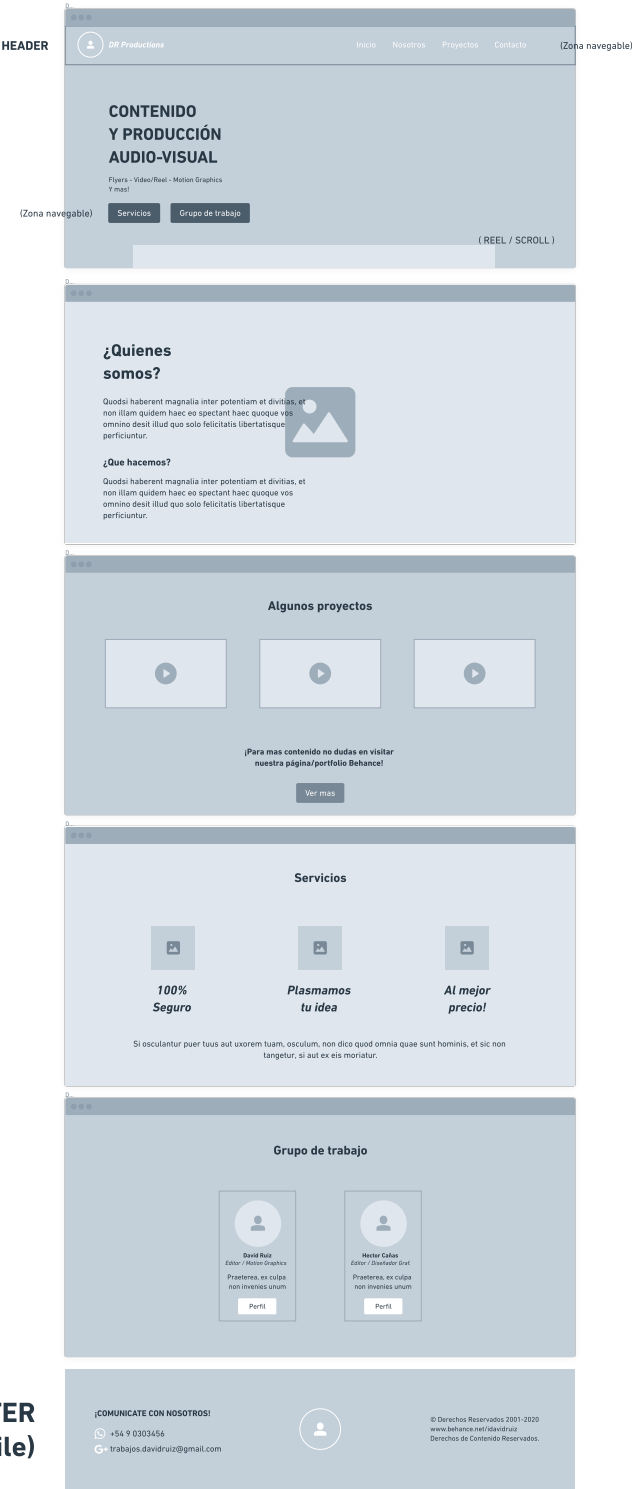 D...
HEADER
DR Productions
Inicio Nosotros Proyectos Contacto
(Zona navegable)
CONTENIDO
Y PRODUCCIÓN
AUDIO-VISUAL
Flyers - Video/Reel - Motion Graphics
Y mas!
(Zona navegable)
Servicios Grupo de trabajo
( REEL / SCROLL )
D...
¿Quienes
somos?
Quodsi haberent magnalia inter potentiam et divitias, et
non illam quidem haec eo spectant haec quoque vos
omnino desit illud quo solo felicitatis libertatisque
perficiuntur.
¿Que hacemos?
Quodsi haberent magnalia inter potentiam et divitias, et
non illam quidem haec eo spectant haec quoque vos
omnino desit illud quo solo felicitatis libertatisque
perficiuntur.
D...
Algunos proyectos
¡Para mas contenido no dudas en visitar
nuestra página/portfolio Behance!
Ver mas
D...
Servicios
100%
Seguro
Plasmamos
tu idea
Al mejor
precio!
Si osculantur puer tuus aut uxorem tuam, osculum, non dico quod omnia quae sunt hominis, et sic non
tangetur, si aut ex eis moriatur.
D...
Grupo de trabajo
David Ruiz
Editor / Motion Graphics
Praeterea, ex culpa
non invenies unum
Perfil
Hector Cañas
Editor / Diseñador Graf.
Praeterea, ex culpa
non invenies unum
Perfil
TER
ile)
¡COMUNICATE CON NOSOTROS!
+54 9 0303456
G+ trabajos.davidruiz@gmail.com
© Derechos Reservados 2001-2020
www.behance.net/idavidruiz
Derechos de Contenido Reservados.